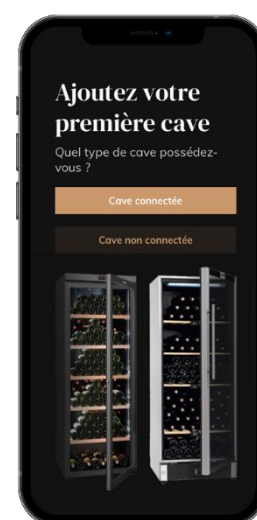 Ajoutez votre
première cave
Quel type de cave possédez-
vous ?
Cave connectée
Cave non connectée